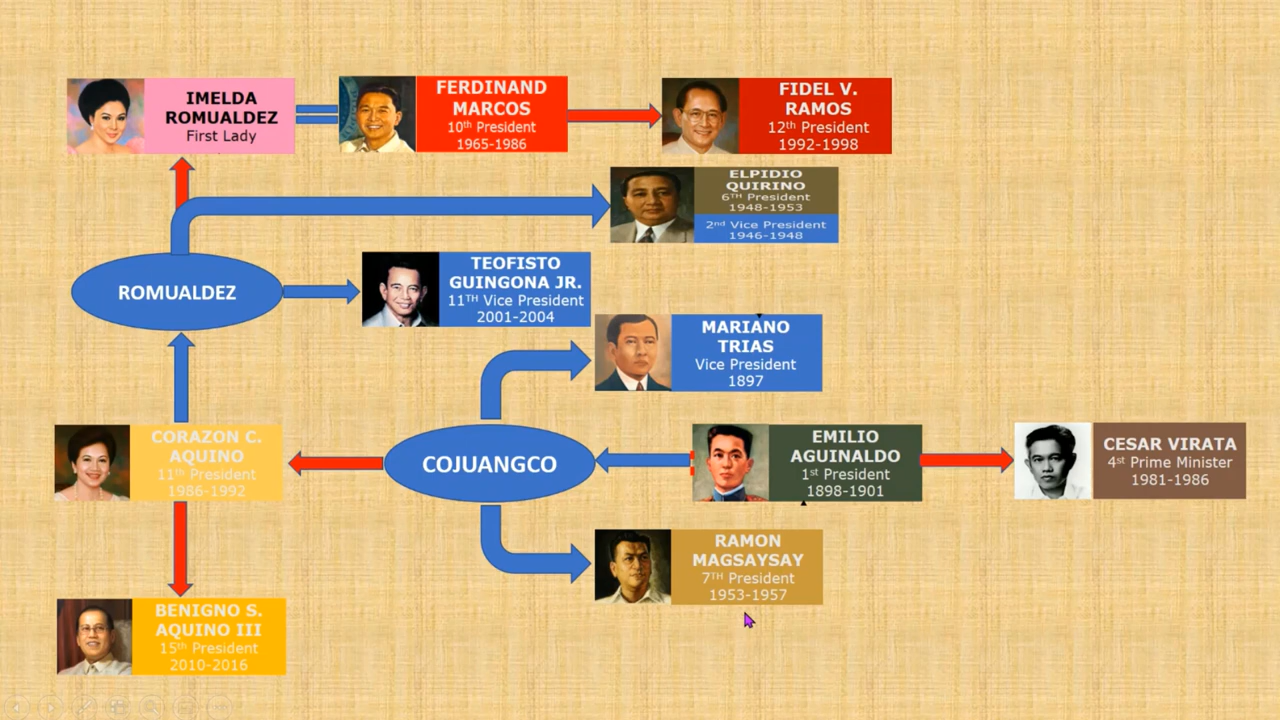 IMELDA
ROMUALDEZ
First Lady
FERDINAND
MARCOS
10th President
1965-1986
FIDEL V.
RAMOS
12th President
1992-1998
ELPIDIO
QUIRINO
6TH President
1948-1953
2nd Vice President
1946-1948
ROMUALDEZ
TEOFISTO
GUINGONA JR.
11TH Vice President
2001-2004
MARIANO
TRIAS
Vice President
1897
CORAZON C.
AQUINO
11th President
1986-1992
COJUANGCO
EMILIO
AGUINALDO
1st President
1898-1901
CESAR VIRATA
4st Prime Minister
1981-1986
RAMON
MAGSAYSAY
7TH President
1953-1957
BENIGNO S.
AQUINO III
15th President
2010-2016